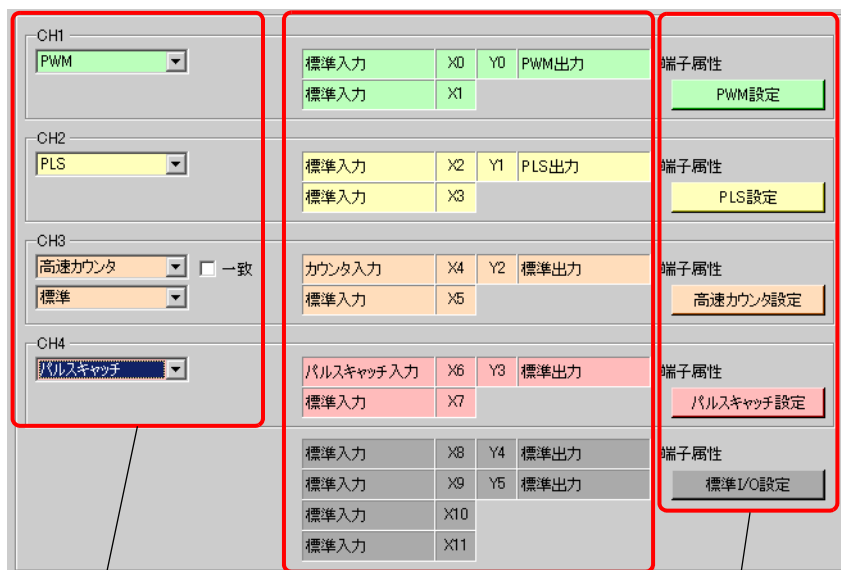 CH1
PWM
標準入力 X0 Y0 PWM出力 端子属性
標準入力 X1 PWM設定
CH2
PLS
標準入力 X2 Y1 PLS出力 端子属性
標準入力 X3 PLS設定
CH3
高速カウンタ 一致
カウンタ入力 X4 Y2 標準出力 端子属性
標準
標準入力 X5 高速カウンタ設定
CH4
パルスキャッチ
パルスキャッチ入力 X6 Y3 標準出力 端子属性
標準入力 X7 パルスキャッチ設定
標準入力 X8 Y4 標準出力 端子属性
標準入力 X9 Y5 標準出力 標準I/O設定
標準入力 X10
標準入力 X11